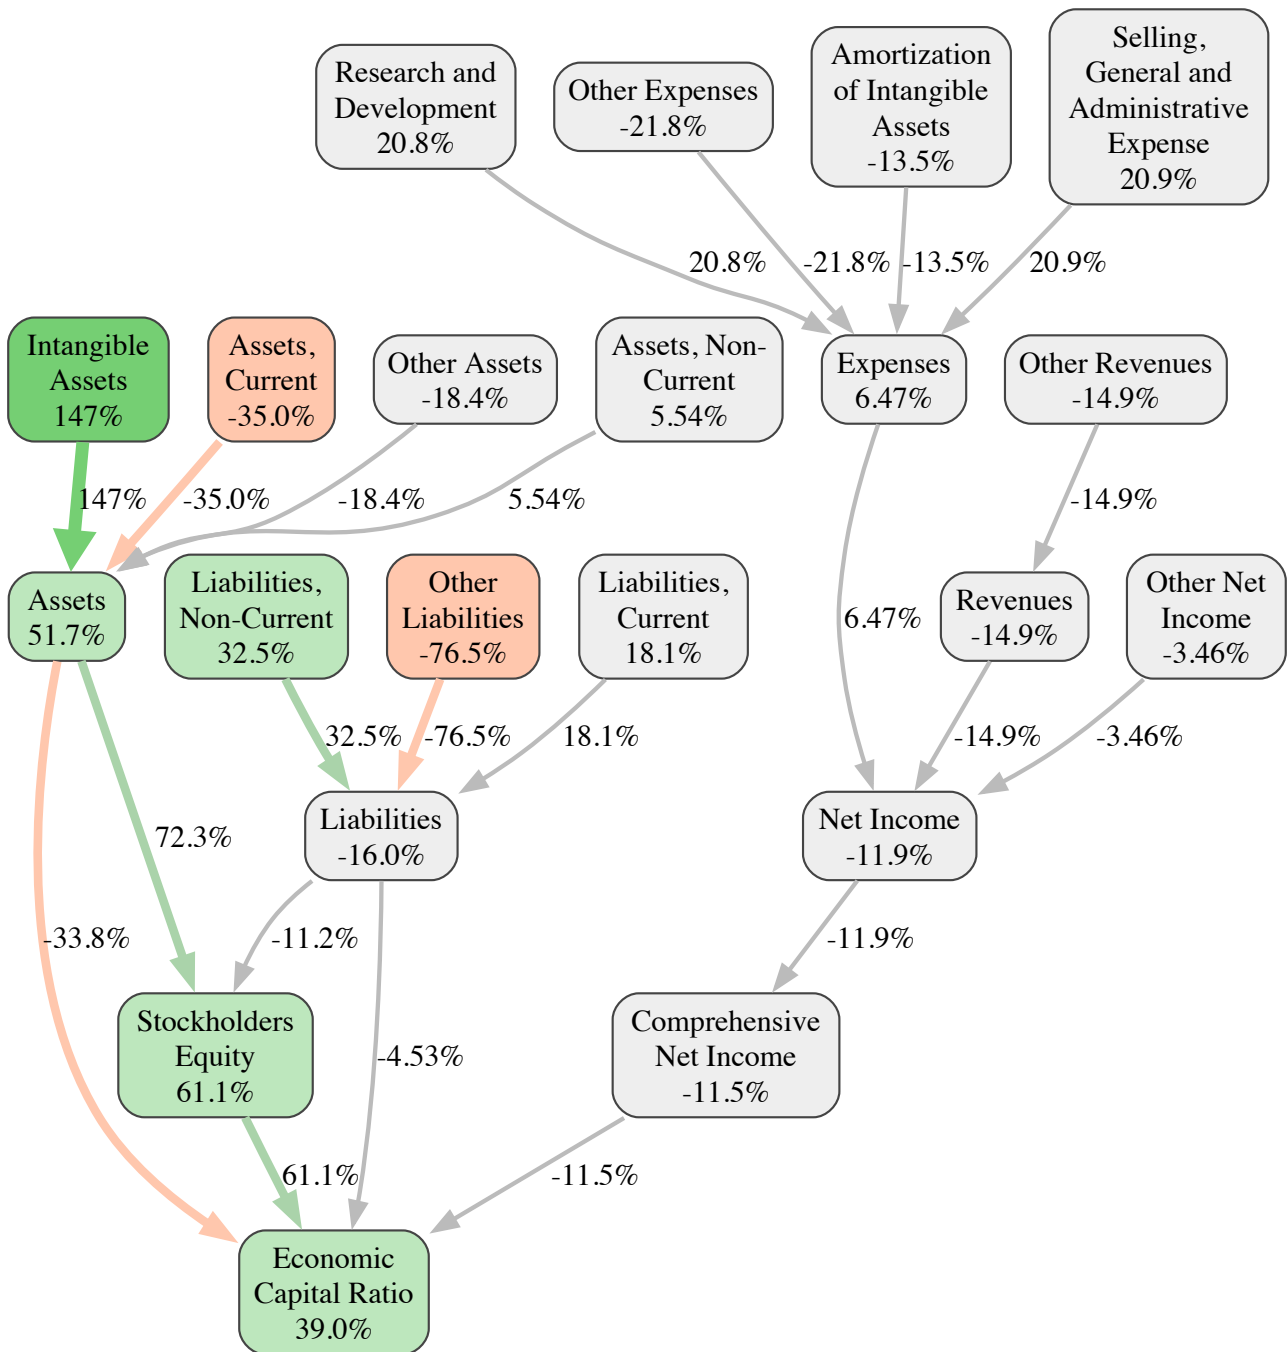 Research and
Development
20.8%
Other Expenses
-21.8%
Amortization
of Intangible
Assets
-13.5%
Selling,
General and
Administrative
Expense
20.9%
20.8%
-21.8%
-13.5%
20.9%
Intangible
Assets
147%
Assets,
Current
-35.0%
Other Assets
-18.4%
Assets, Non-
Current
5.54%
Expenses
6.47%
Other Revenues
-14.9%
147%
-35.0%
-18.4%
5.54%
-14.9%
Assets
51.7%
Liabilities,
Non-Current
32.5%
Other
Liabilities
-76.5%
Liabilities,
Current
18.1%
6.47%
Revenues
-14.9%
Other Net
Income
-3.46%
32.5%
-76.5%
18.1%
-14.9%
-3.46%
72.3%
Liabilities
-16.0%
Net Income
-11.9%
-33.8%
-11.2%
-11.9%
Stockholders
Equity
61.1%
-4.53%
Comprehensive
Net Income
-11.5%
61.1%
-11.5%
Economic
Capital Ratio
39.0%